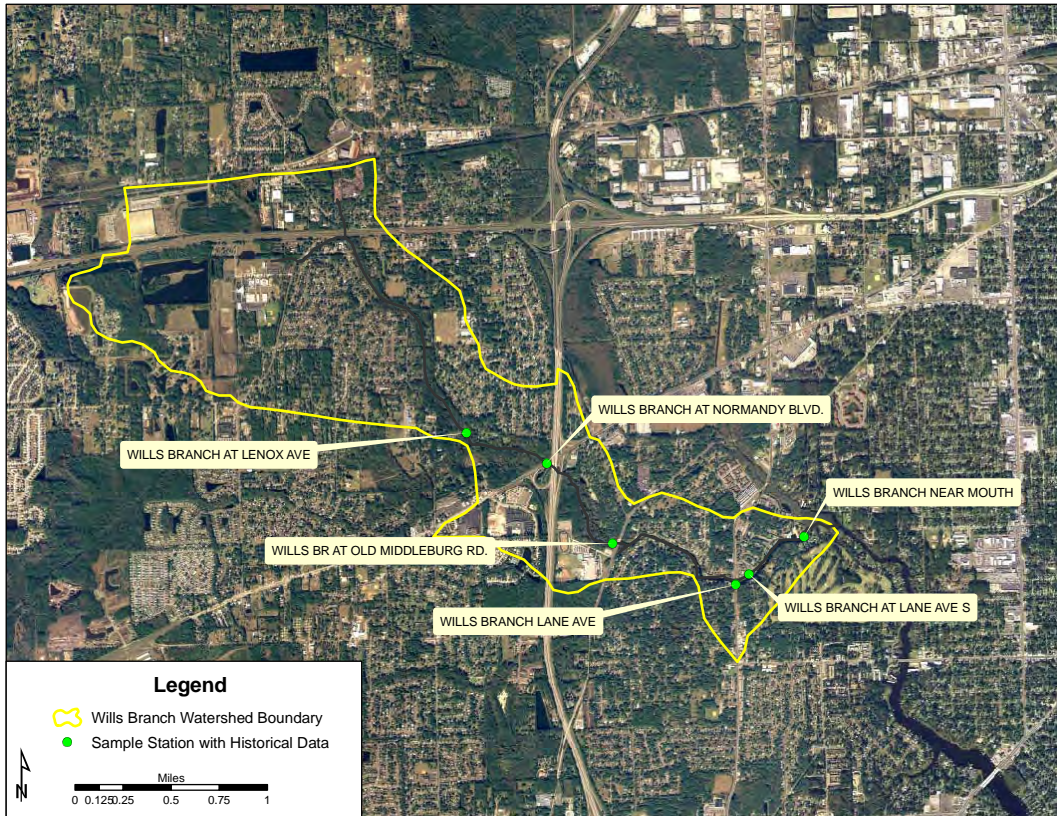 WILLS BRANCH AT NORMANDY BLVD.
WILLS BRANCH AT LENOX AVE
WILLS BRANCH NEAR MOUTH
WILLS BR AT OLD MIDDLEBURG RD.
WILLS BRANCH AT LANE AVE S
WILLS BRANCH LANE AVE
Legend
Wills Branch Watershed Boundary
Sample Station with Historical Data
N
Miles
0 0.1250.25 0.5 0.75 1